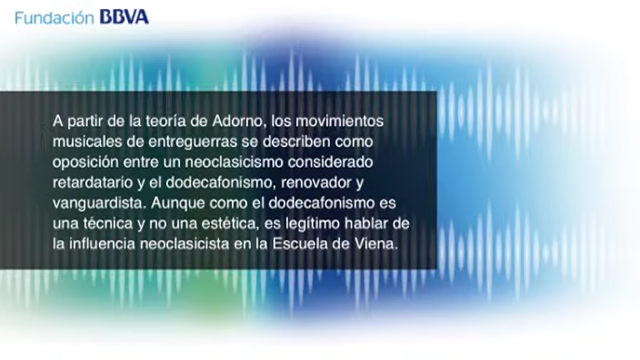 Fundación BBVA
A partir de la teoría de Adorno, los movimientos
musicales de entreguerras se describen como
oposición entre un neoclasicismo considerado
retardatario y el dodecafonismo, renovador y
vanguardista. Aunque como el dodecafonismo es
una técnica y no una estética, es legítimo hablar de
la influencia neoclasicista en la Escuela de Viena.